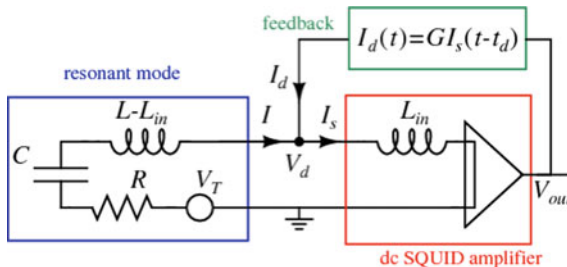 feedback
I_d(t)=GI_s(t-t_d)
resonant mode
I_d
L-L_in
I
I_s
L_in
C
V_d
R
V_T
V_out
dc SQUID amplifier